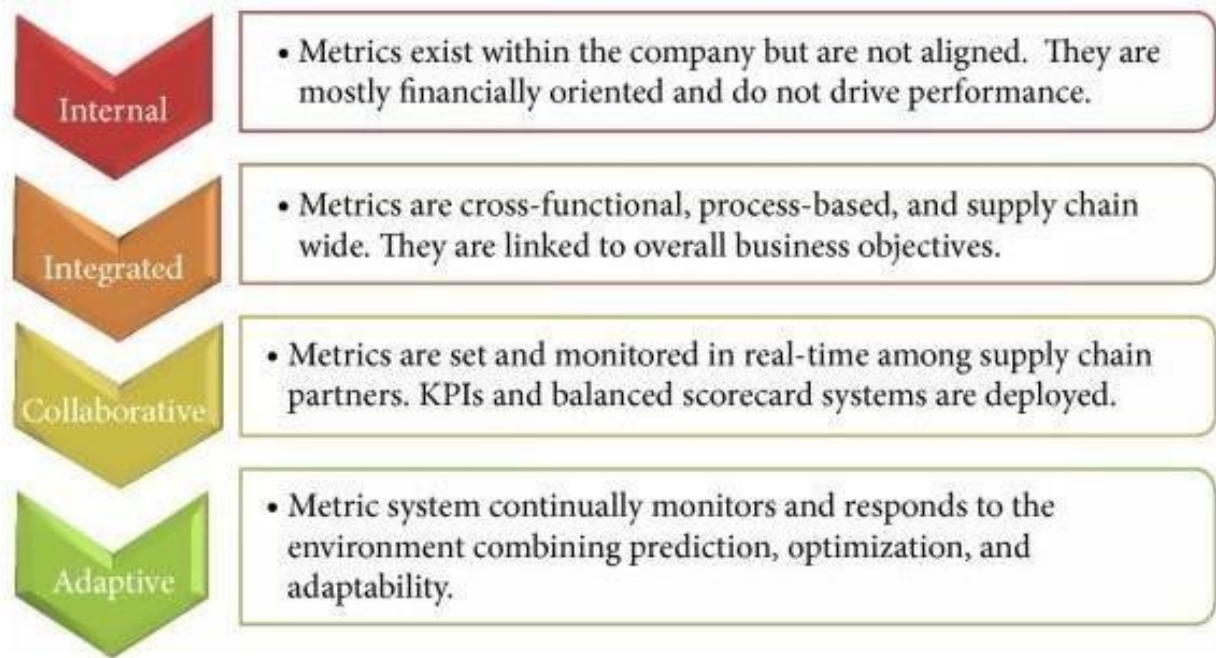 Internal
• Metrics exist within the company but are not aligned. They are
mostly financially oriented and do not drive performance.
Integrated
• Metrics are cross-functional, process-based, and supply chain
wide. They are linked to overall business objectives.
Collaborative
• Metrics are set and monitored in real-time among supply chain
partners. KPIs and balanced scorecard systems are deployed.
Adaptive
• Metric system continually monitors and responds to the
environment combining prediction, optimization, and
adaptability.